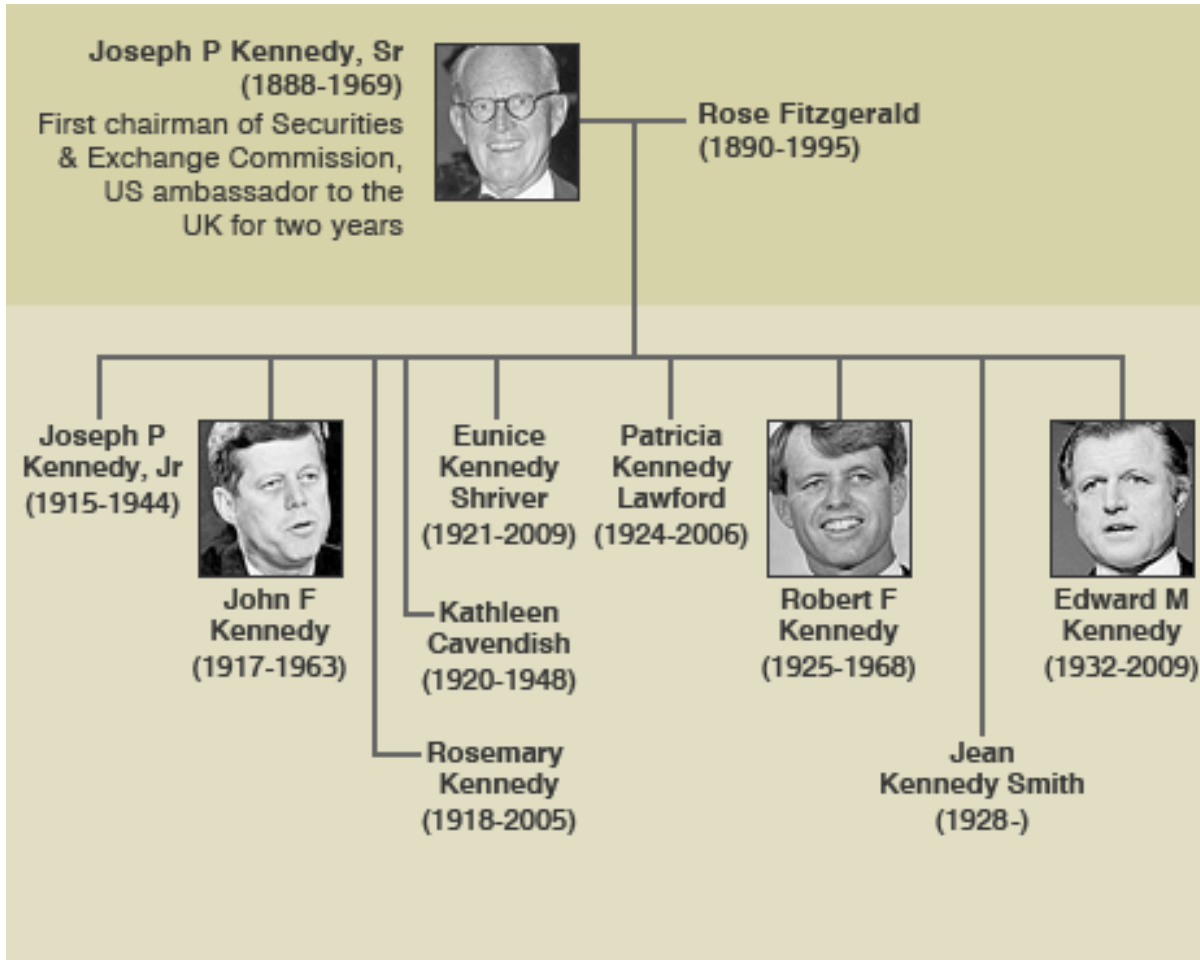 Joseph P Kennedy, Sr
(1888-1969)
First chairman of Securities
& Exchange Commission,
US ambassador to the
UK for two years
Rose Fitzgerald
(1890-1995)
Joseph P
Kennedy, Jr
(1915-1944)
John F
Kennedy
(1917-1963)
Rosemary
Kennedy
(1918-2005)
Kathleen
Cavendish
(1920-1948)
Eunice
Kennedy
Shriver
(1921-2009)
Patricia
Kennedy
Lawford
(1924-2006)
Robert F
Kennedy
(1925-1968)
Jean
Kennedy Smith
(1928-)
Edward M
Kennedy
(1932-2009)